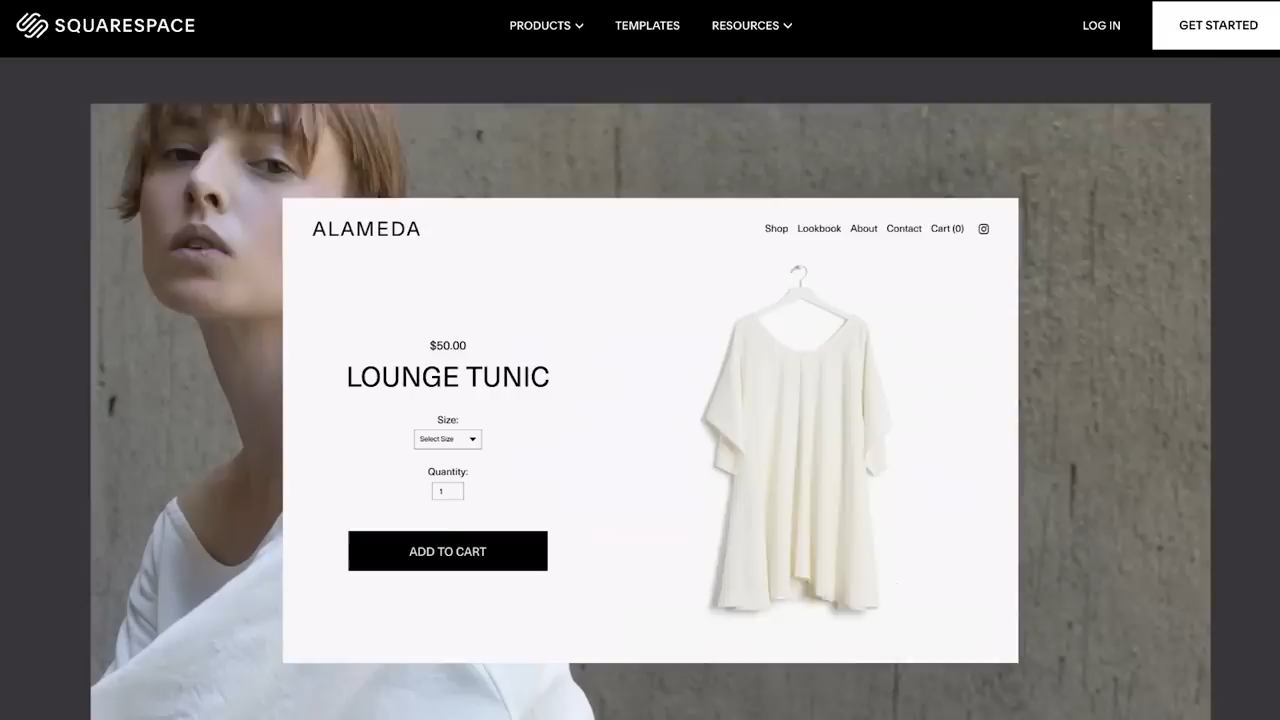 SQUARESPACE PRODUCTS TEMPLATES RESOURCES LOG IN GET STARTED
ALAMEDA Shop Lookbook About Contact Cart (0)
$50.00
LOUNGE TUNIC
Size:
Select Size
Quantity:
1
ADD TO CART